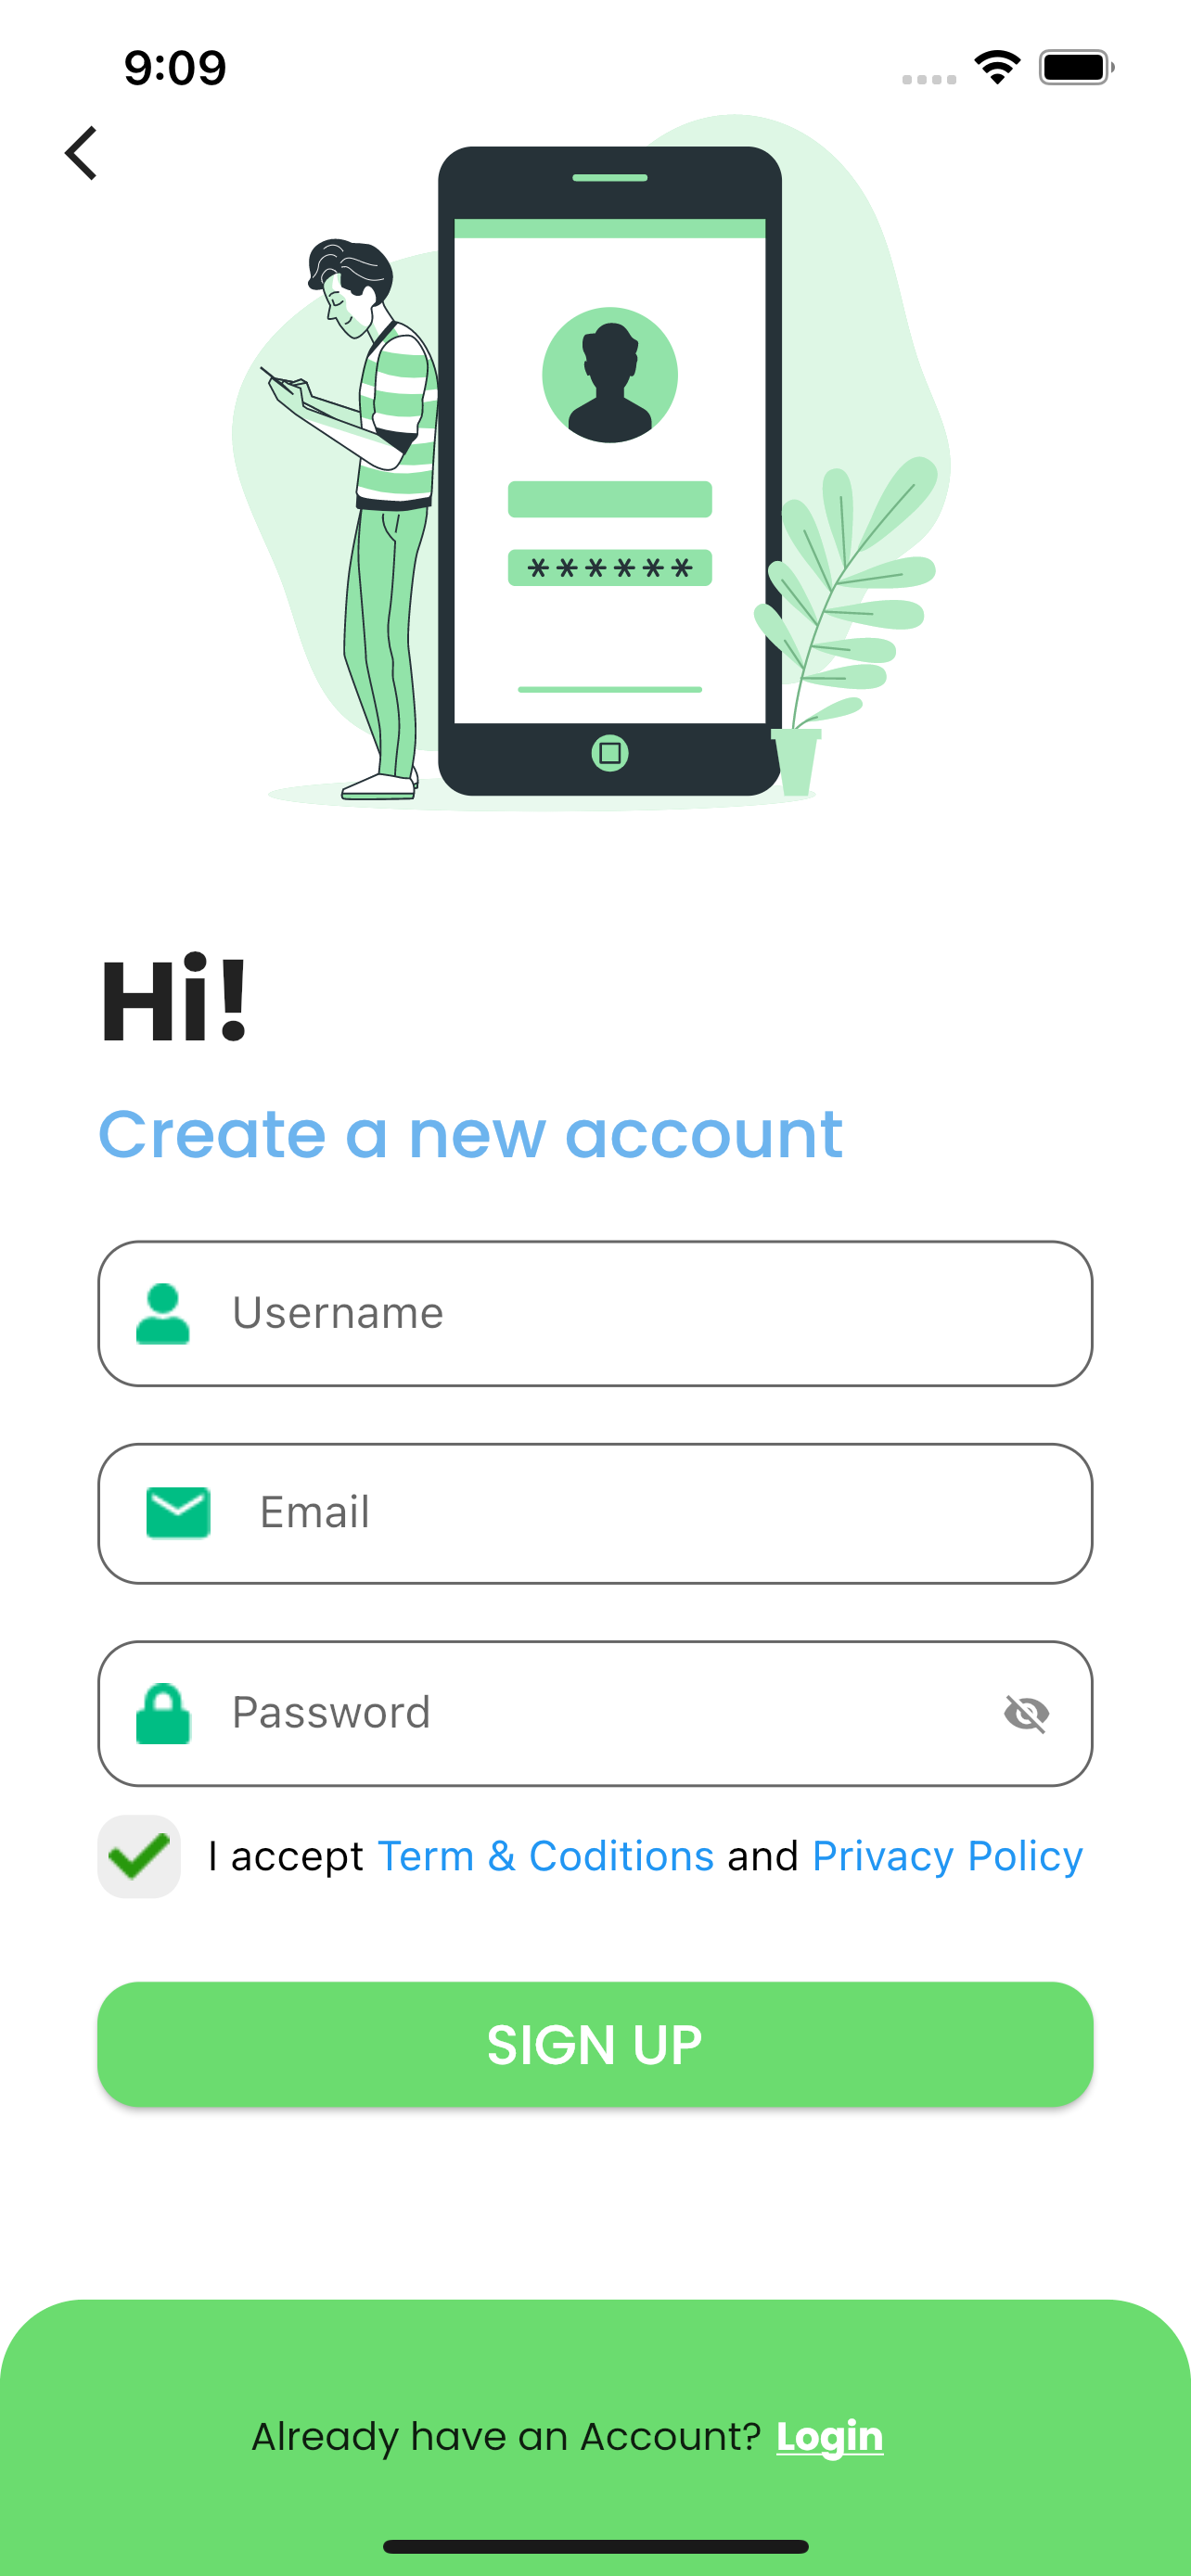 9:09
******
Hi!
Create a new account
Username
Email
Password
I accept Term & Coditions and Privacy Policy
SIGN UP
Already have an Account? Login